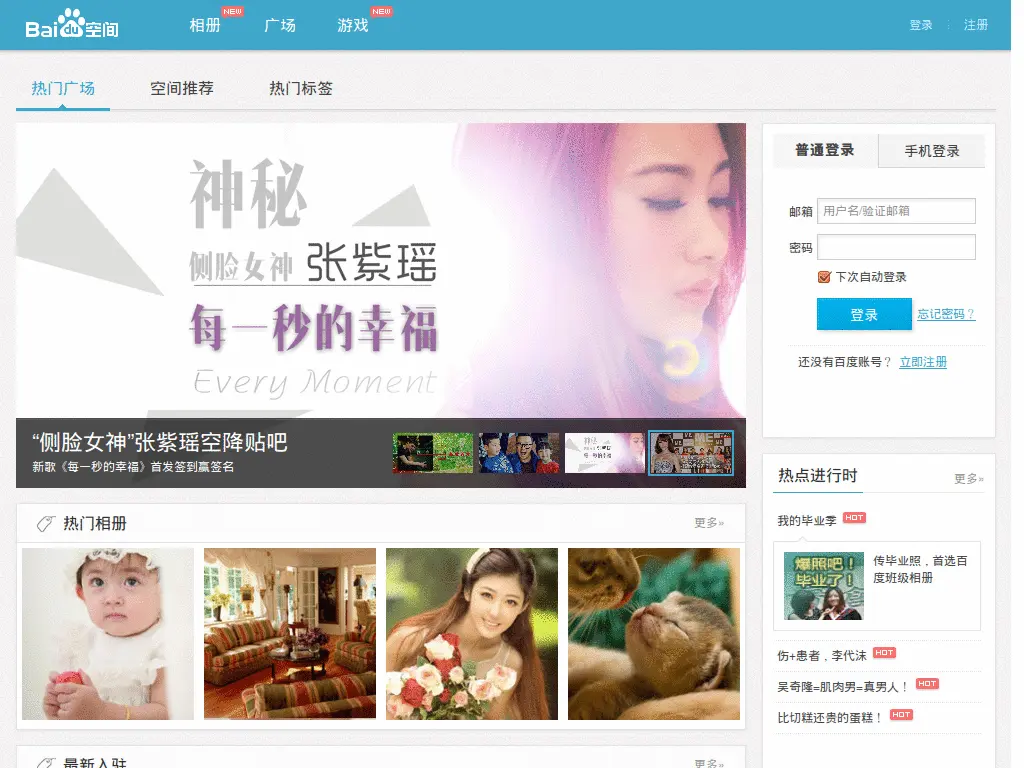 Bai du 空间
相册 NEW
广场
游戏 NEW
登录
注册
热门广场
空间推荐
热门标签
神秘
侧脸女神 张紫瑶
每一秒的幸福
Every Moment
“侧脸女神”张紫瑶空降贴吧
新歌《每一秒的幸福》首发签到赢签名
普通登录
手机登录
邮箱 用户名/验证邮箱
密码
下次自动登录
登录 忘记密码？
还没有百度账号？ 立即注册
热门相册
更多»
热点进行时
更多»
我的毕业季 HOT
爆照吧！
毕业了！
传毕业照，首选百
度班级相册
伤+患者，李代沫 HOT
吴奇隆=肌肉男=真男人！ HOT
比切糕还贵的蛋糕！ HOT
最新入驻
更多»